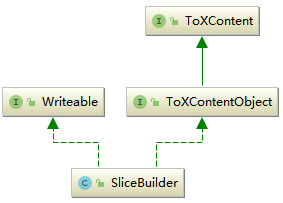 I ToXContent
I Writeable
I ToXContentObject
C SliceBuilder